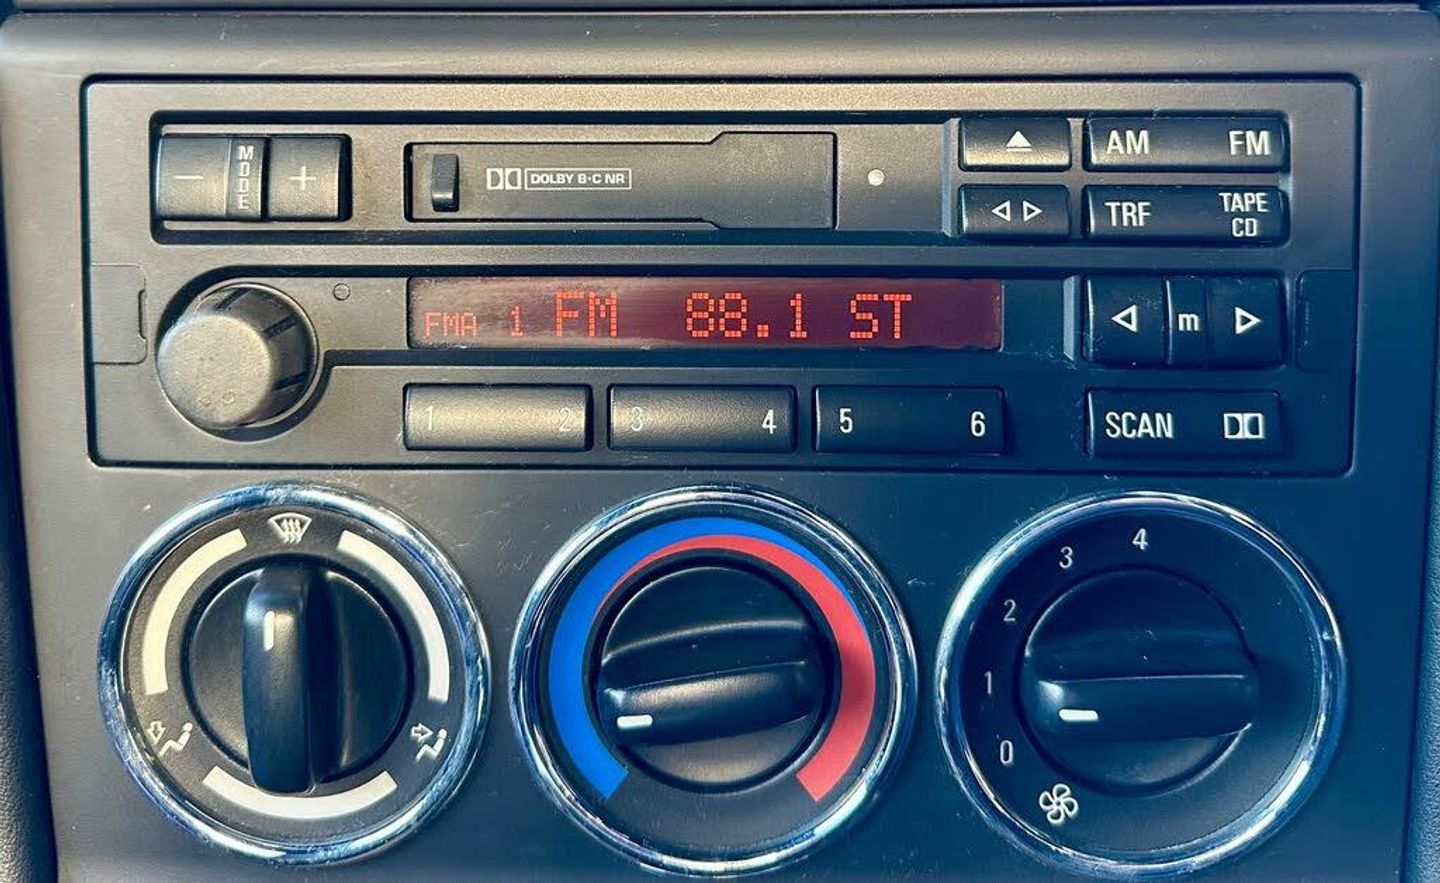 MODE
DOLBY B·C NR
AM FM
TRF TAPE
CD
FMA 1 FM 88.1 ST
m
1 2 3 4 5 6
SCAN
4
3
2
1
0